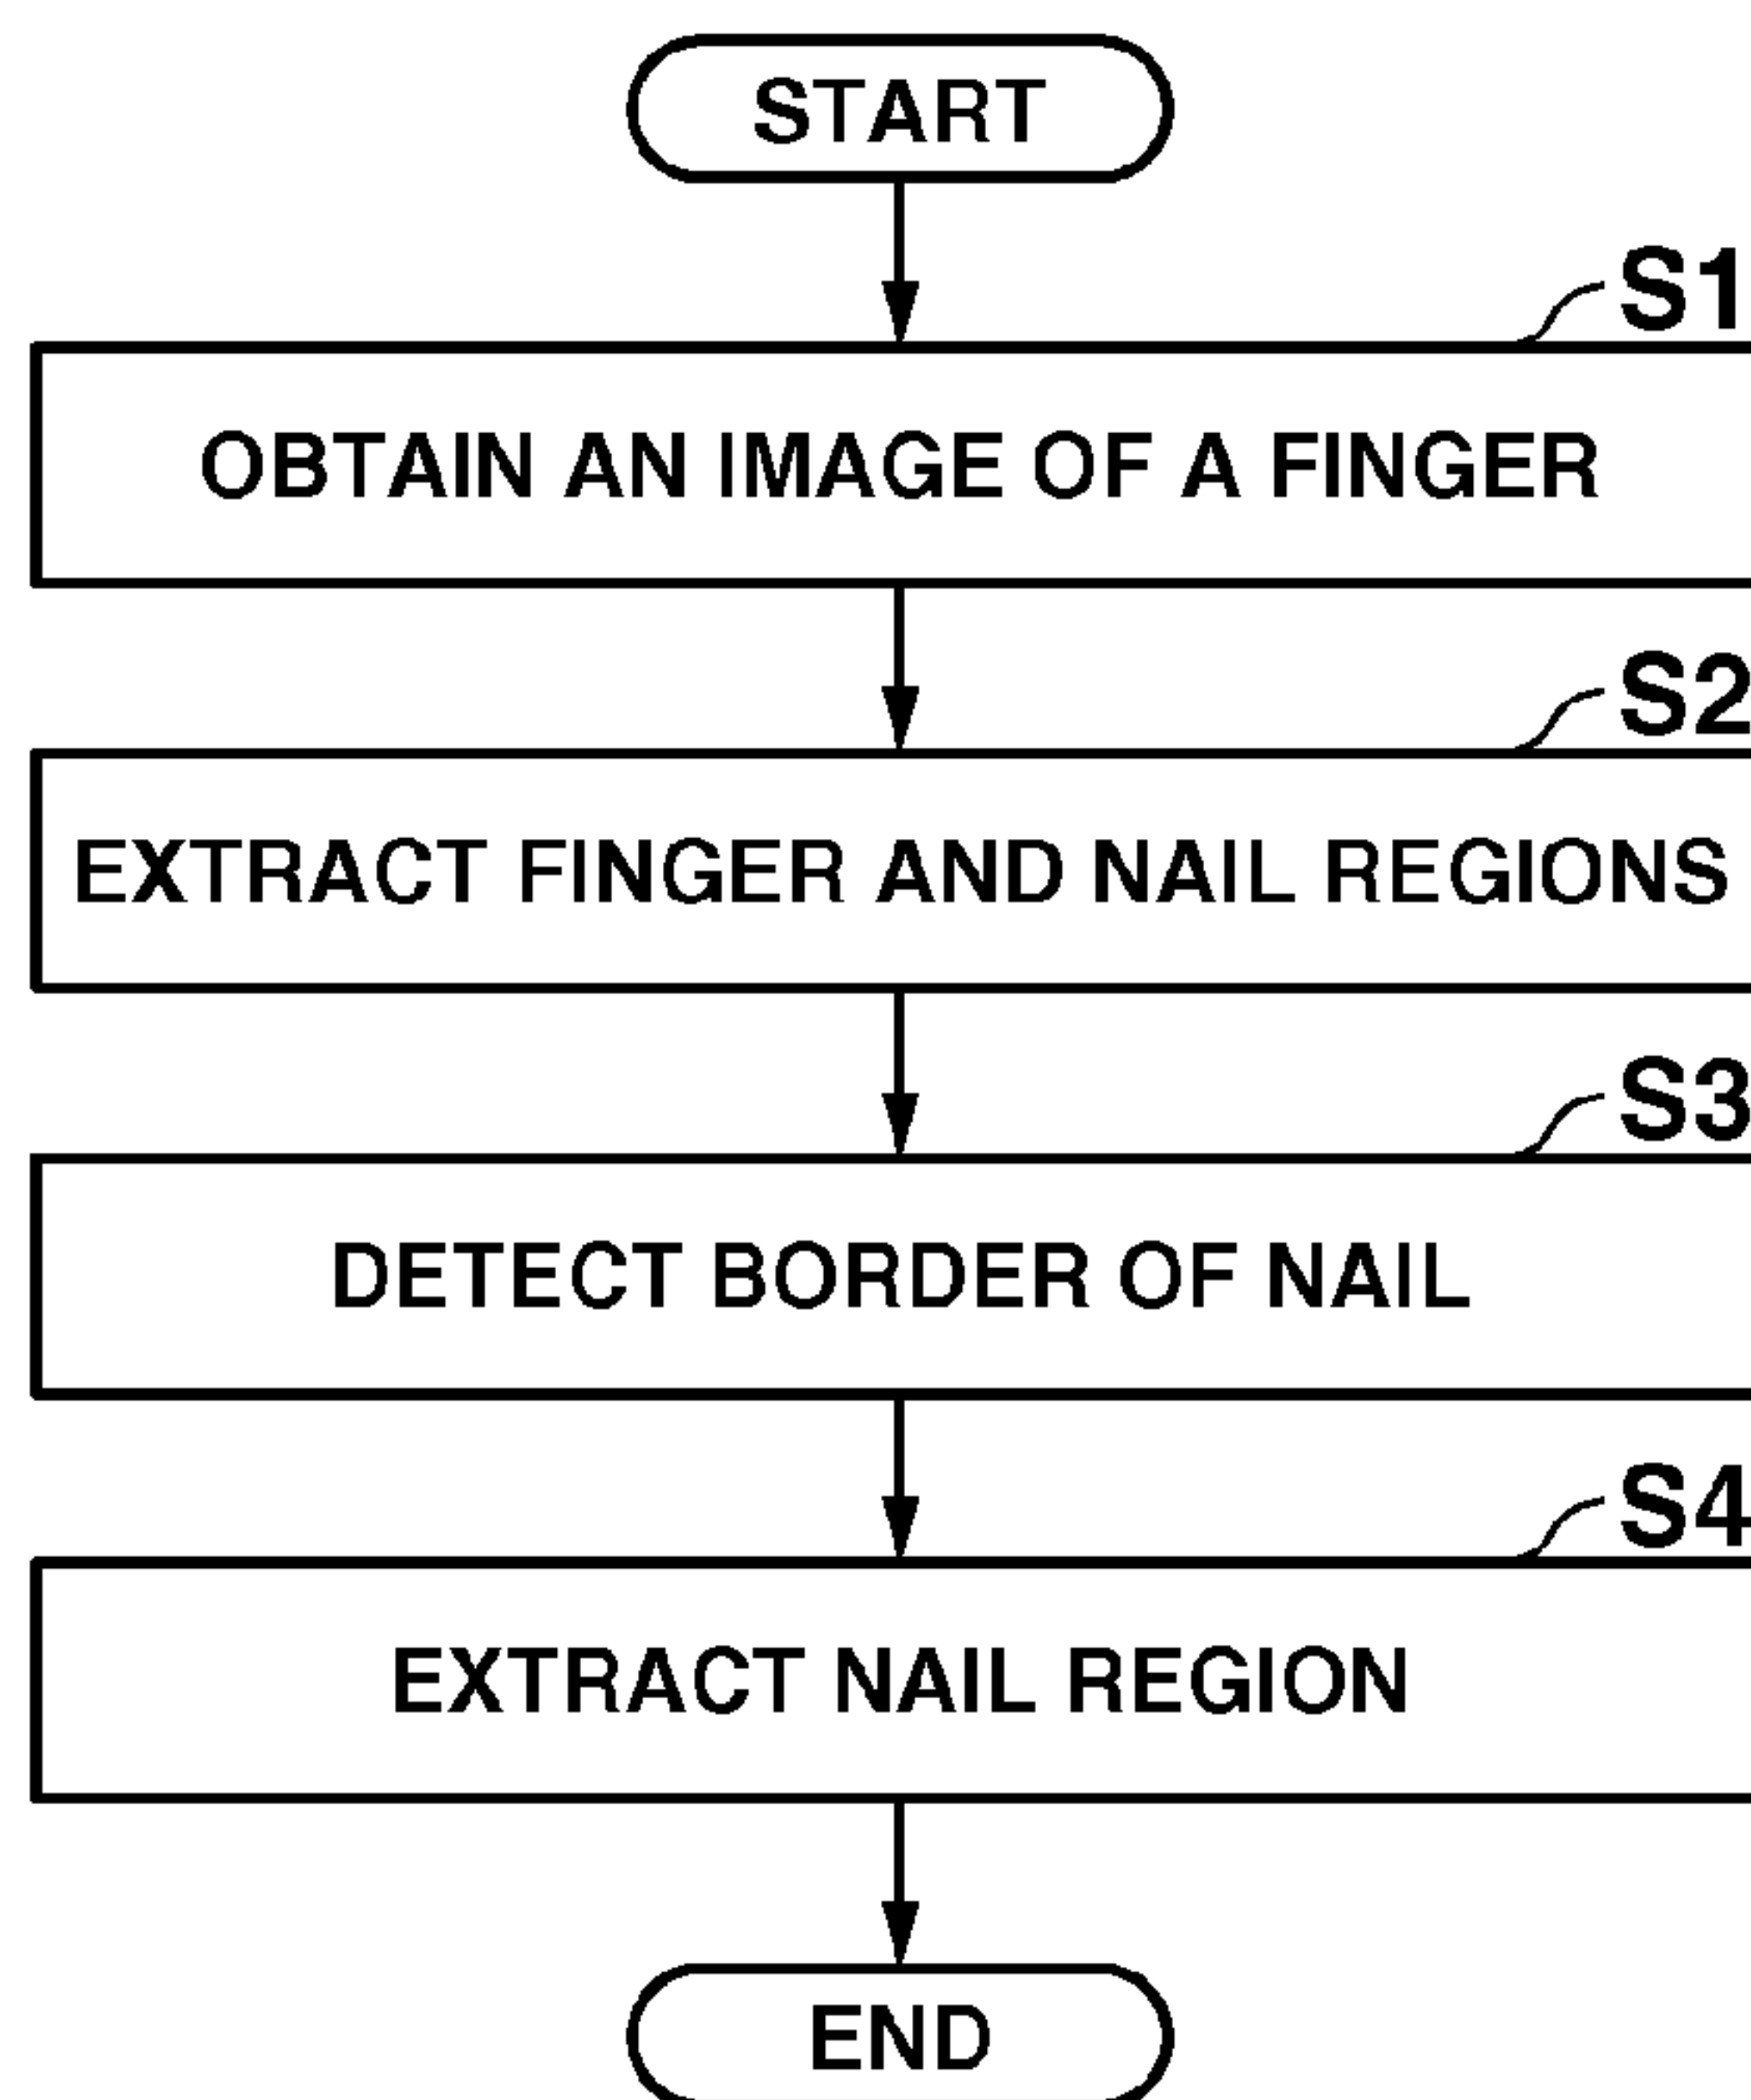 START
S1
OBTAIN AN IMAGE OF A FINGER
S2
EXTRACT FINGER AND NAIL REGIONS
S3
DETECT BORDER OF NAIL
S4
EXTRACT NAIL REGION
END